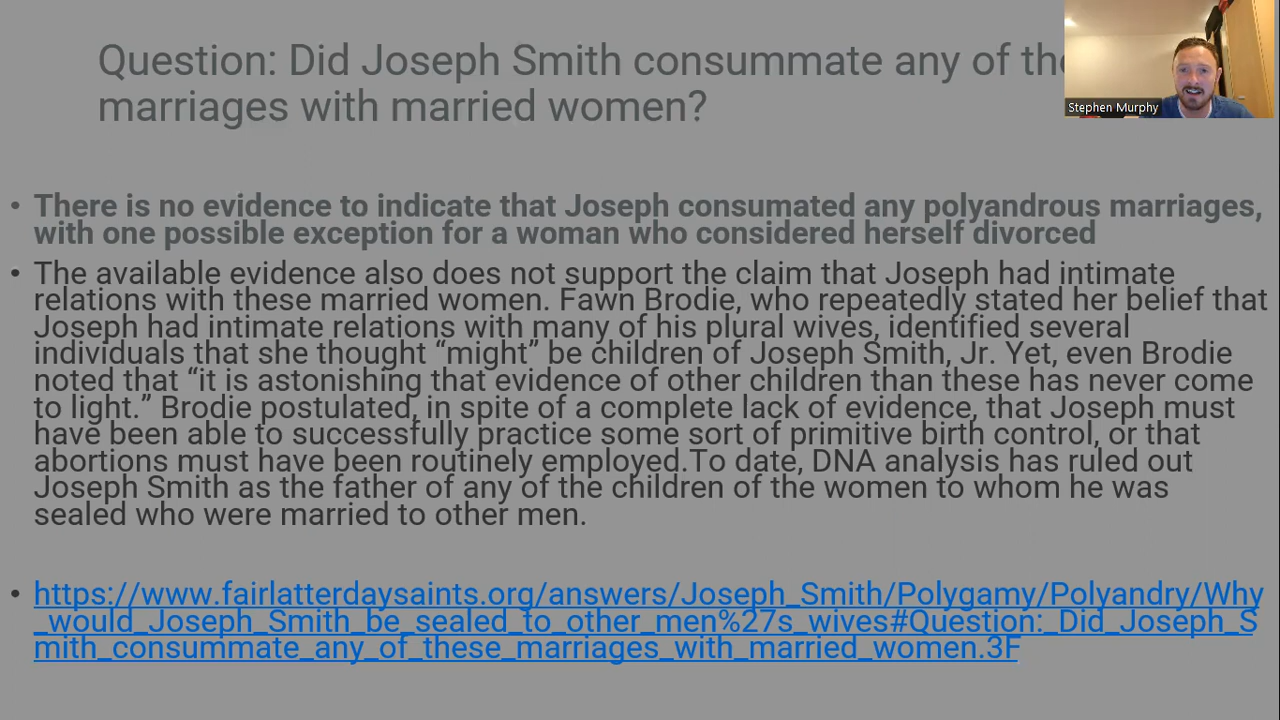 Question: Did Joseph Smith consummate any of
marriages with married women?
Stephen Murphy
• There is no evidence to indicate that Joseph consumated any polyandrous marriages,
with one possible exception for a woman who considered herself divorced
• The available evidence also does not support the claim that Joseph had intimate
relations with these married women. Fawn Brodie, who repeatedly stated her belief that
Joseph had intimate relations with many of his plural wives, identified several
individuals that she thought “might” be children of Joseph Smith, Jr. Yet, even Brodie
noted that “it is astonishing that evidence of other children than these has never come
to light.” Brodie postulated, in spite of a complete lack of evidence, that Joseph must
have been able to successfully practice some sort of primitive birth control, or that
abortions must have been routinely employed.To date, DNA analysis has ruled out
Joseph Smith as the father of any of the children of the women to whom he was
sealed who were married to other men.
• https://www.fairlatterdaysaints.org/answers/Joseph_Smith/Polygamy/Polyandry/Why
_would_Joseph_Smith_be_sealed_to_other_men%27s_wives#Question:_Did_Joseph_S
mith_consummate_any_of_these_marriages_with_married_women.3F